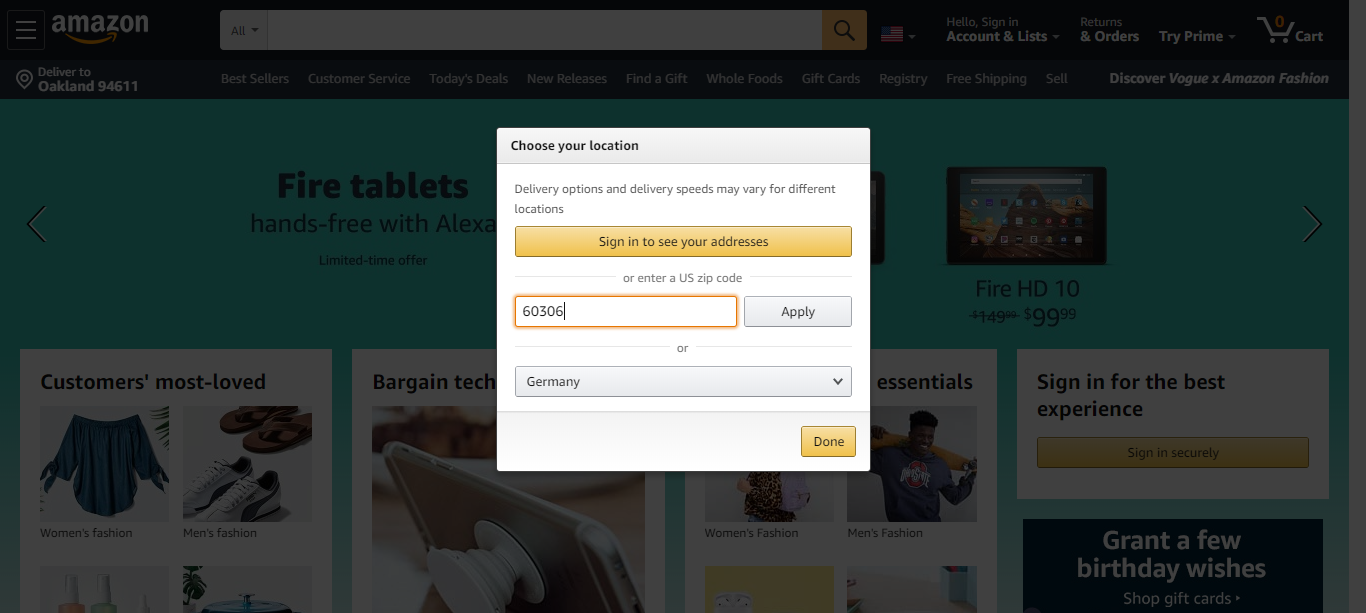 amazon
All
Hello, Sign in
Account & Lists
Returns
& Orders
Try Prime
0
Cart
Deliver to
Oakland 94611
Best Sellers
Customer Service
Today's Deals
New Releases
Find a Gift
Whole Foods
Gift Cards
Registry
Free Shipping
Sell
Discover Vogue x Amazon Fashion
Fire tablets
hands-free with Alexa
Limited-time offer
Fire HD 10
$149⁹⁹ $99⁹⁹
Choose your location
Delivery options and delivery speeds may vary for different
locations
Sign in to see your addresses
or enter a US zip code
60306
Apply
or
Germany
Done
Customers' most-loved
Women's fashion
Men's fashion
Bargain tech
essentials
OHIO STATE
Women's Fashion
Men's Fashion
Sign in for the best
experience
Sign in securely
Grant a few
birthday wishes
Shop gift cards